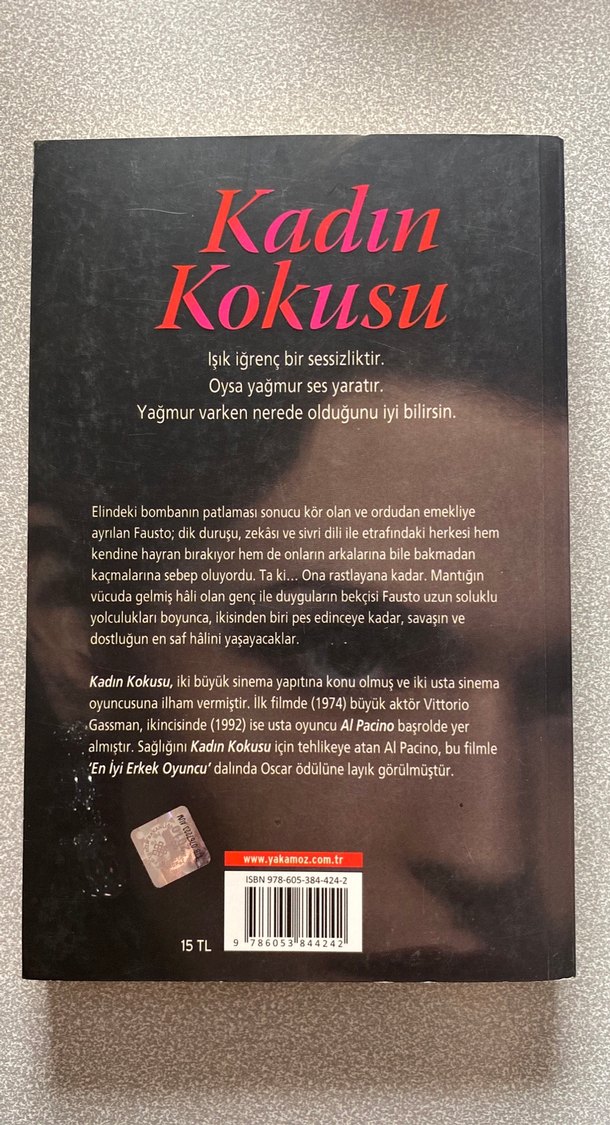 Kadın
Kokusu
Işık iğrenç bir sessizliktir.
Oysa yağmur ses yaratır.
Yağmur varken nerede olduğunu iyi bilirsin.
Elindeki bombanın patlaması sonucu kör olan ve ordudan emekliye
ayrılan Fausto; dik duruşu, zekâsı ve sivri dili ile etrafındaki herkesi hem
kendine hayran bırakıyor hem de onların arkalarına bile bakmadan
kaçmalarına sebep oluyordu. Ta ki... Ona rastlayana kadar. Mantığın
vücuda gelmiş hâli olan genç ile duyguların bekçisi Fausto uzun soluklu
yolculukları boyunca, ikisinden biri pes edinceye kadar, savaşın ve
dostluğun en saf hâlini yaşayacaklar.
Kadın Kokusu, iki büyük sinema yapıtına konu olmuş ve iki usta sinema
oyuncusuna ilham vermiştir. İlk filmde (1974) büyük aktör Vittorio
Gassman, ikincisinde (1992) ise usta oyuncu Al Pacino başrolde yer
almıştır. Sağlığını Kadın Kokusu için tehlikeye atan Al Pacino, bu filmle
'En İyi Erkek Oyuncu' dalında Oscar ödülüne layık görülmüştür.
www.yakamoz.com.tr
ISBN 978-605-384-424-2
9 786053 844242
15 TL